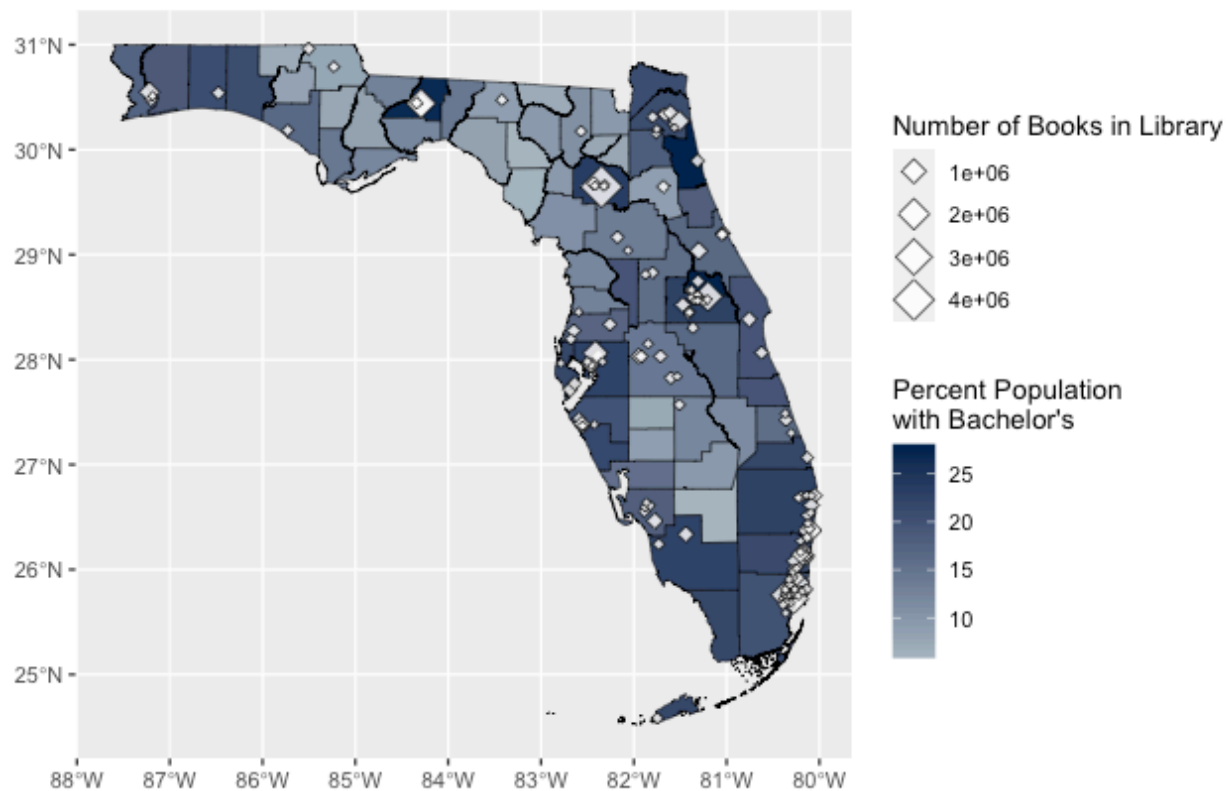 31°N
30°N
29°N
28°N
27°N
26°N
25°N
88°W 87°W 86°W 85°W 84°W 83°W 82°W 81°W 80°W
Number of Books in Library
1e+06
2e+06
3e+06
4e+06
Percent Population
with Bachelor's
25
20
15
10